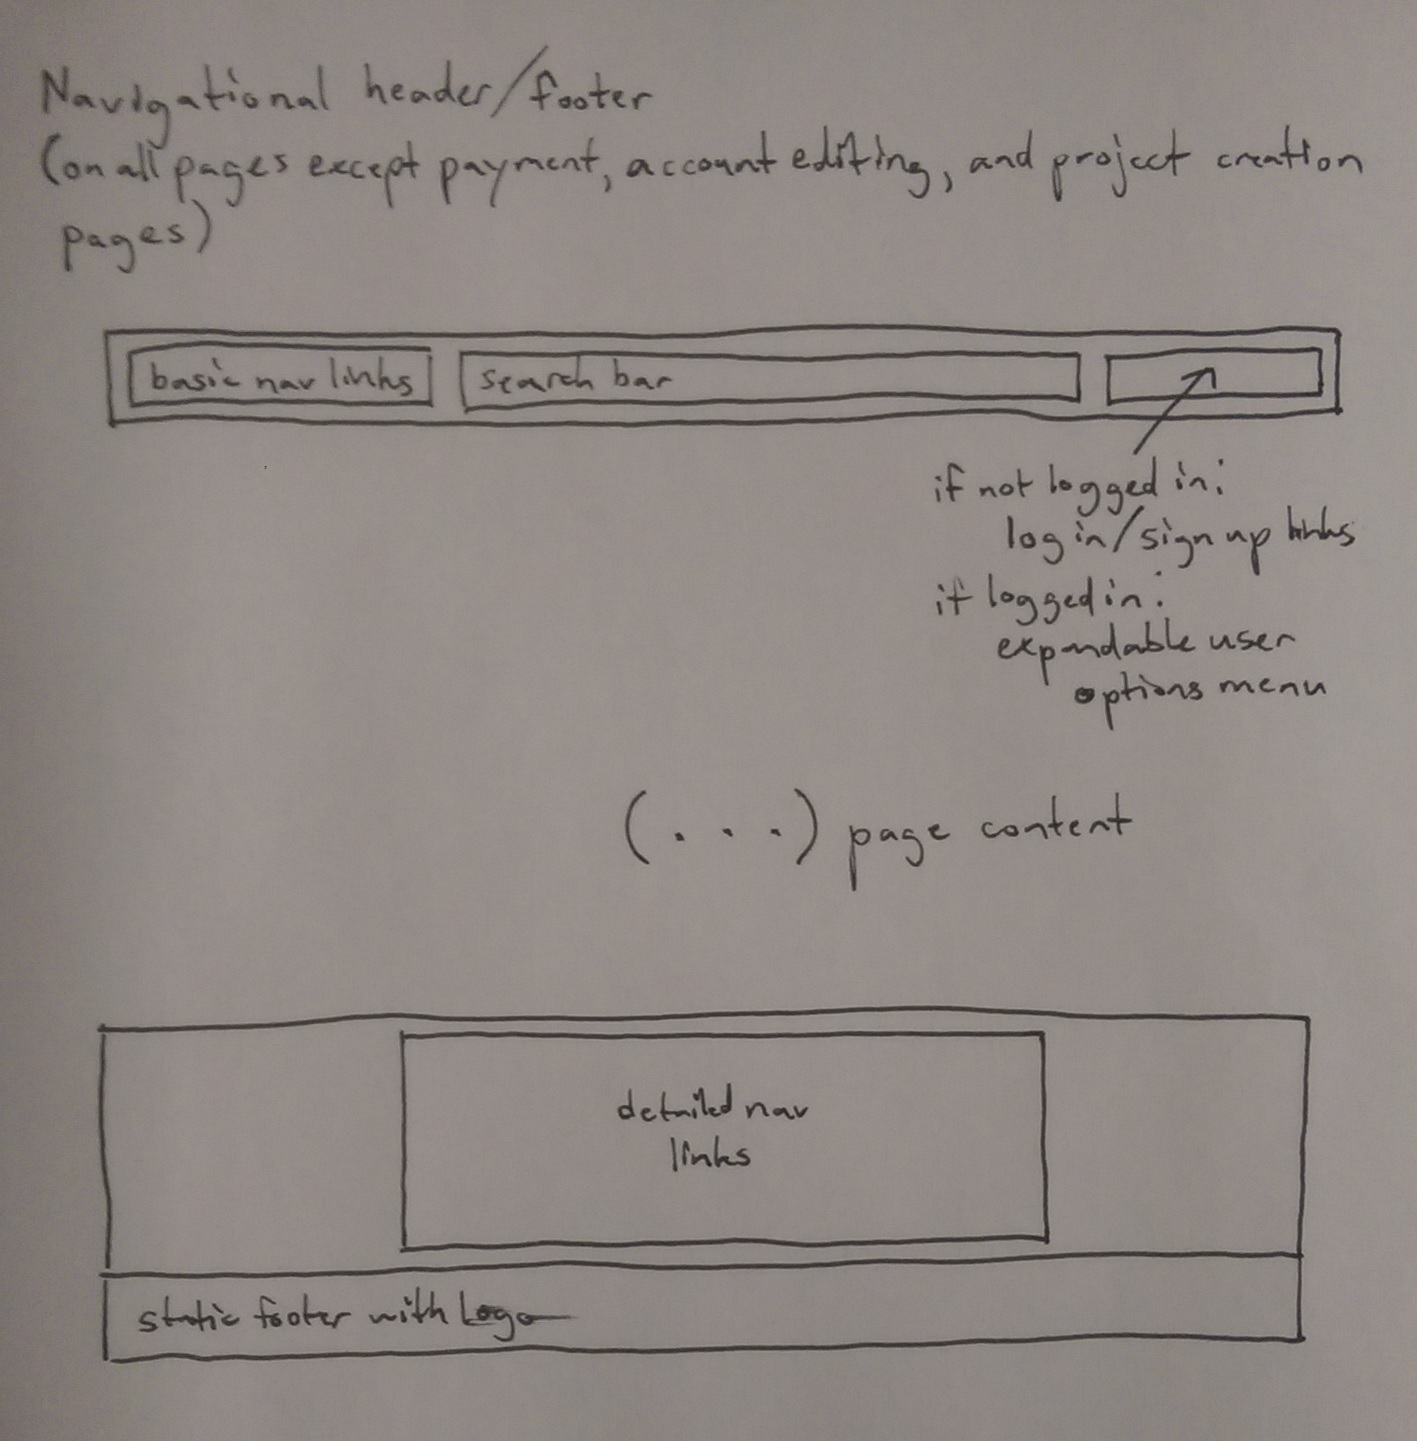 Navigational header/footer
(on all pages except payment, account editing, and project creation
pages)
basic nav links
search bar
if not logged in:
log in/sign up links
if logged in:
expandable user
options menu
(...) page content
detailed nav
links
static footer with Logo